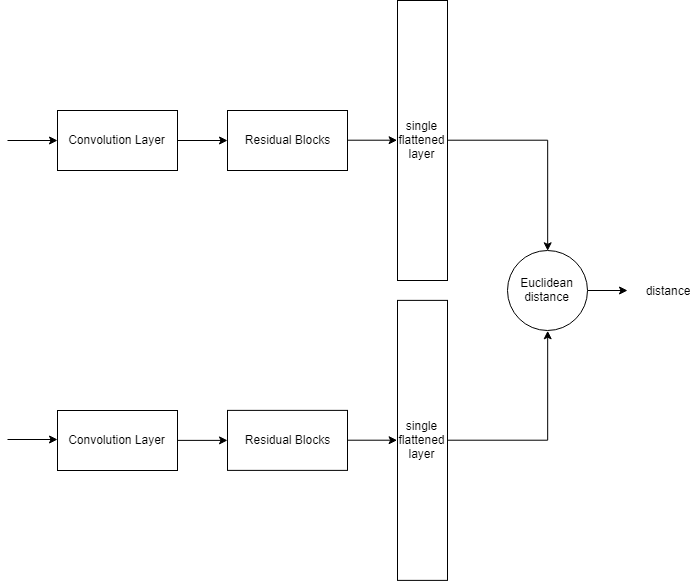 Convolution Layer
Residual Blocks
single
flattened
layer
Euclidean
distance
distance
Convolution Layer
Residual Blocks
single
flattened
layer